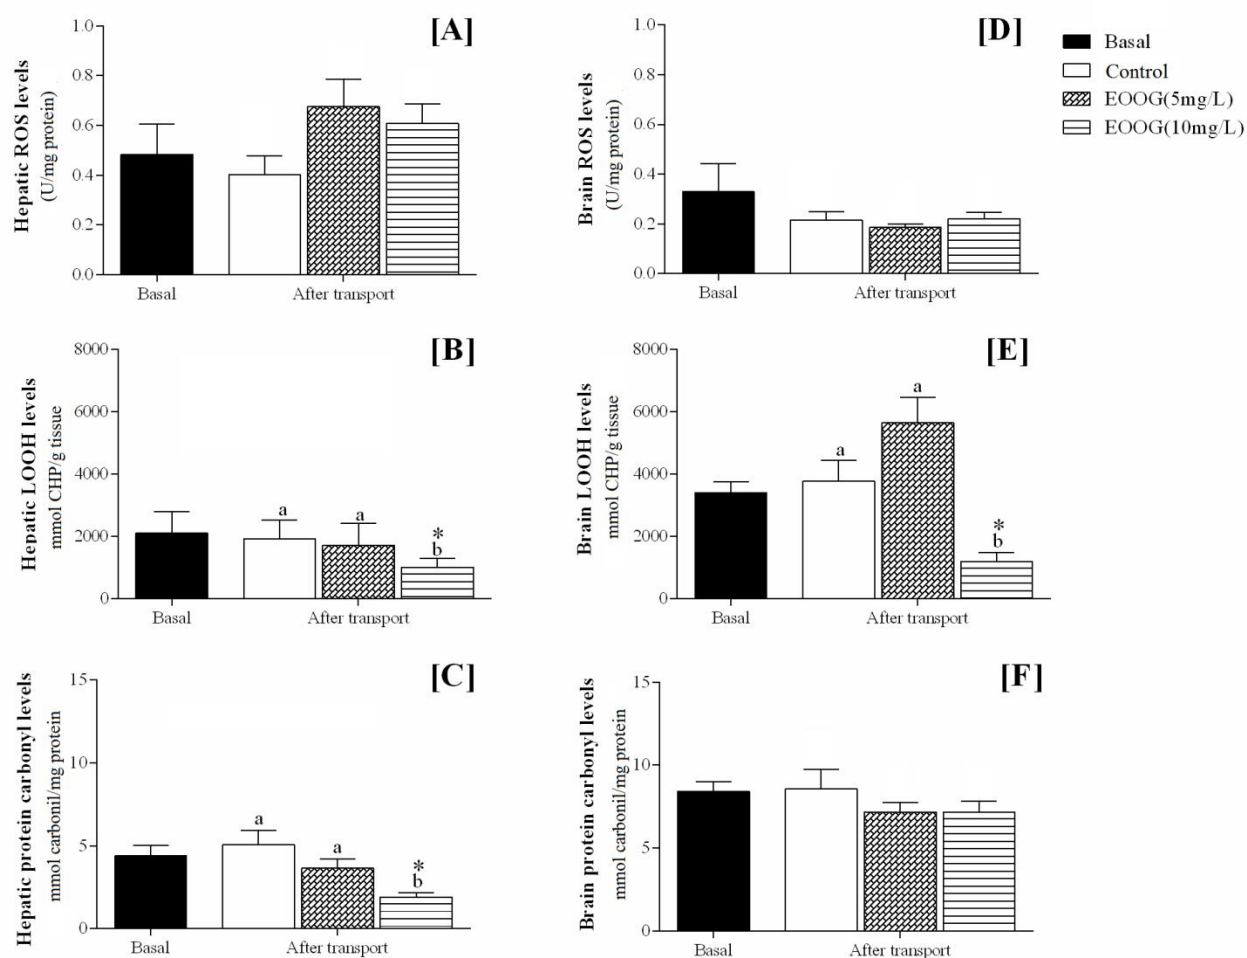 [A]
Hepatic ROS levels
(U/mg protein)
1.0
0.8
0.6
0.4
0.2
0.0
Basal
After transport
[D]
Brain ROS levels
(U/mg protein)
1.0
0.8
0.6
0.4
0.2
0.0
Basal
After transport
Basal
Control
EOOG(5mg/L)
EOOG(10mg/L)
[B]
Hepatic LOOH levels
mmol CHP/g tissue
8000
6000
4000
2000
0
a
a
*
b
Basal
After transport
[E]
Brain LOOH levels
mmol CHP/g tissue
8000
6000
4000
2000
0
a
a
*
b
Basal
After transport
[C]
Hepatic protein carbonyl levels
mmol carbonil/mg protein
15
10
5
0
a
a
*
b
Basal
After transport
[F]
Brain protein carbonyl levels
mmol carbonil/mg protein
15
10
5
0
Basal
After transport